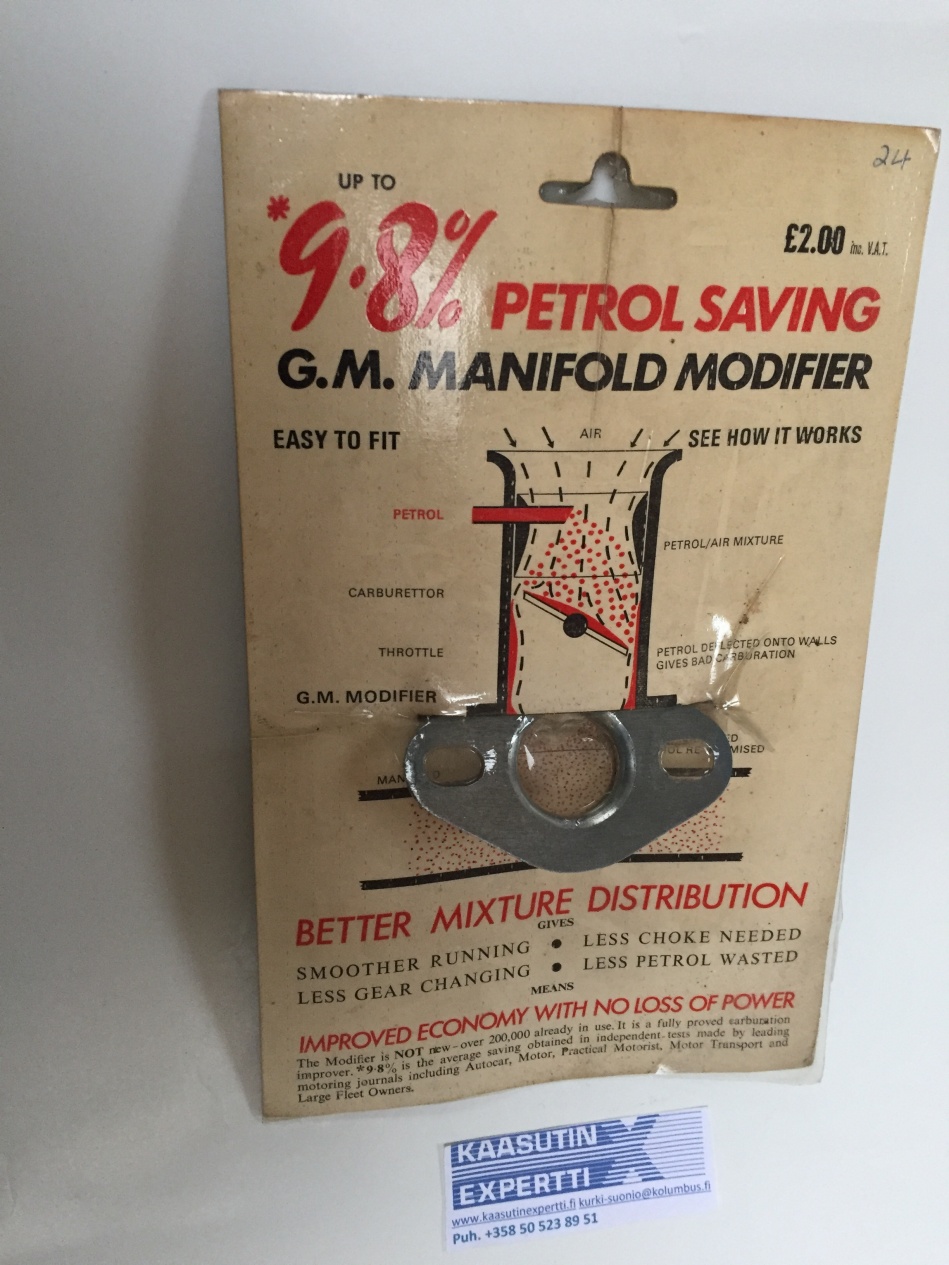 24
UP TO
*9·8% PETROL SAVING
£2.00 inc. V.A.T.
G.M. MANIFOLD MODIFIER
EASY TO FIT
AIR
SEE HOW IT WORKS
PETROL
PETROL/AIR MIXTURE
CARBURETTOR
THROTTLE
PETROL DEFLECTED ONTO WALLS
GIVES BAD CARBURATION
G.M. MODIFIER
BETTER MIXTURE DISTRIBUTION
GIVES
SMOOTHER RUNNING • LESS CHOKE NEEDED
LESS GEAR CHANGING • LESS PETROL WASTED
MEANS
IMPROVED ECONOMY WITH NO LOSS OF POWER
The Modifier is NOT new–over 200,000 already in use. It is a fully proved carburation
improver. *9·8% is the average saving obtained in independent tests made by leading
motoring journals including Autocar, Motor, Practical Motorist, Motor Transport and
Large Fleet Owners.
KAASUTIN
EXPERTTI X
www.kaasutinexpertti.fi kurki-suonio@kolumbus.fi
Puh. +358 50 523 89 51